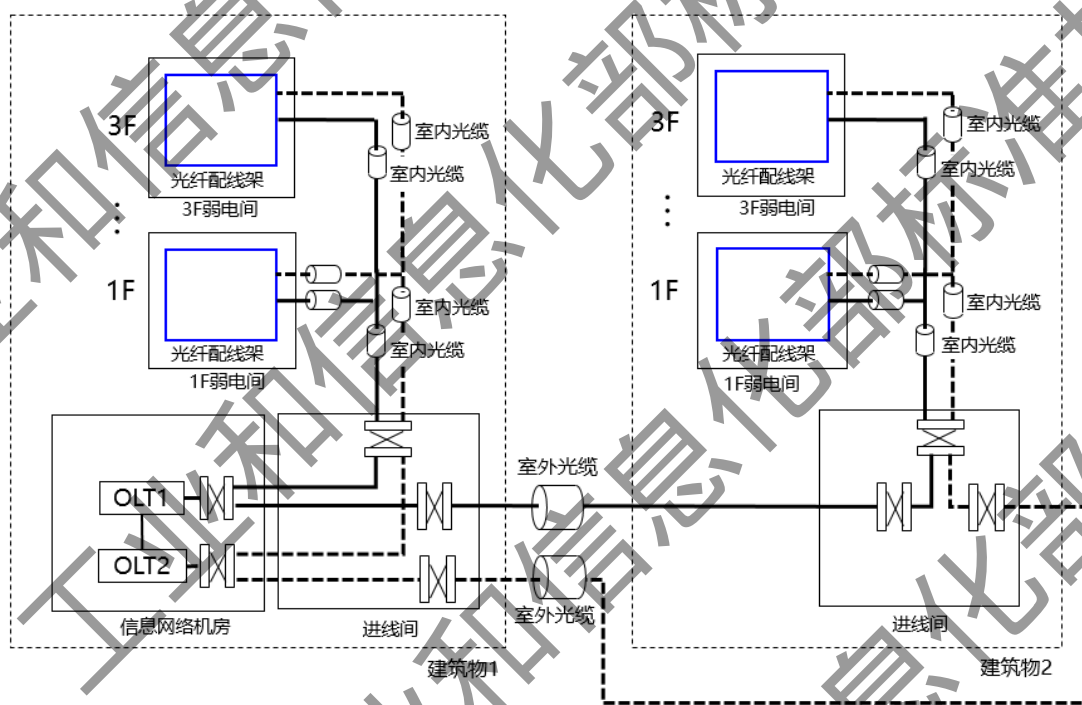 3F
室内光缆
室内光缆
光纤配线架
3F弱电间
1F
室内光缆
室内光缆
光纤配线架
1F弱电间
OLT1
OLT2
信息网络机房
进线间
建筑物1
室外光缆
室外光缆
3F
室内光缆
室内光缆
光纤配线架
3F弱电间
1F
室内光缆
室内光缆
光纤配线架
1F弱电间
进线间
建筑物2
工业和信息化部标准
工业和信息化部
业和信息化部标准
息化